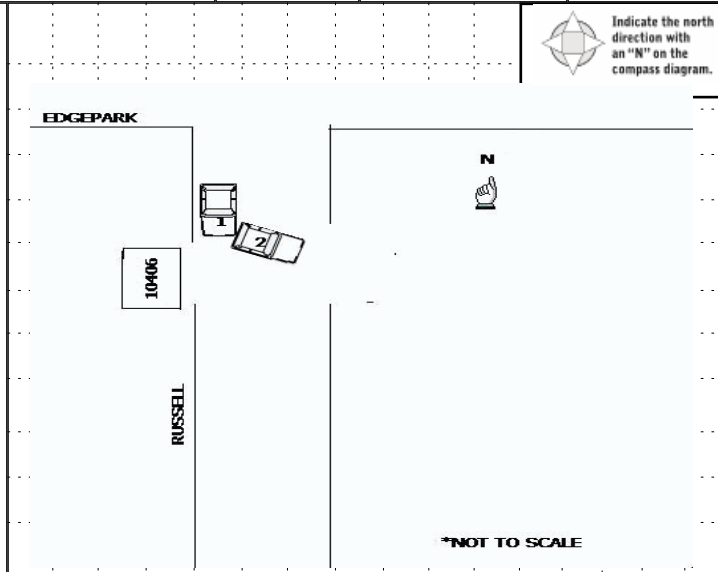 Indicate the north
direction with
an “N” on the
compass diagram.
EDGEPARK
N
1
2
10406
RUSSELL
*NOT TO SCALE